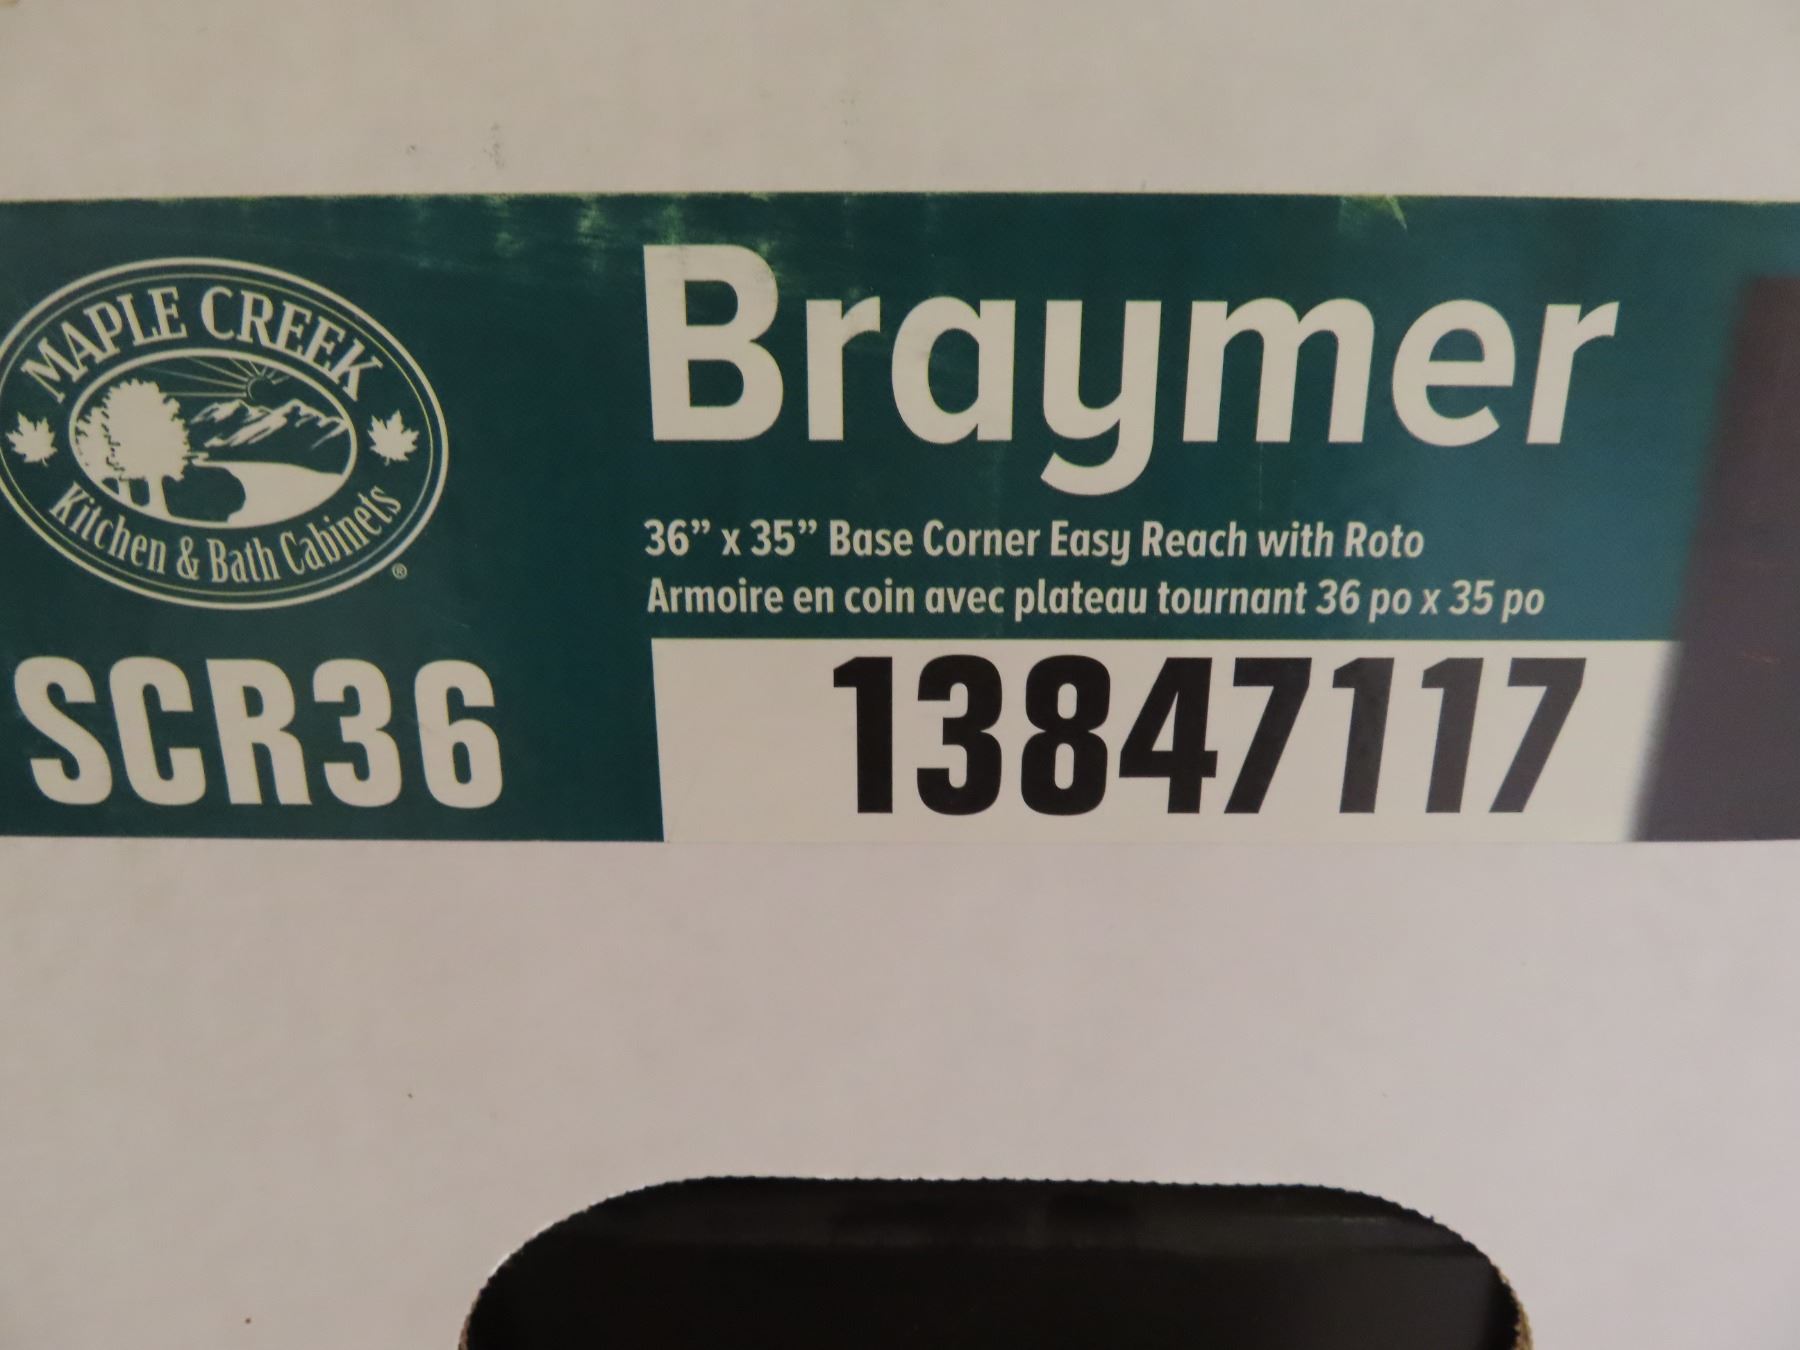 MAPLE CREEK
Kitchen & Bath Cabinets
®
SCR36
Braymer
36” x 35” Base Corner Easy Reach with Roto
Armoire en coin avec plateau tournant 36 po x 35 po
13847117